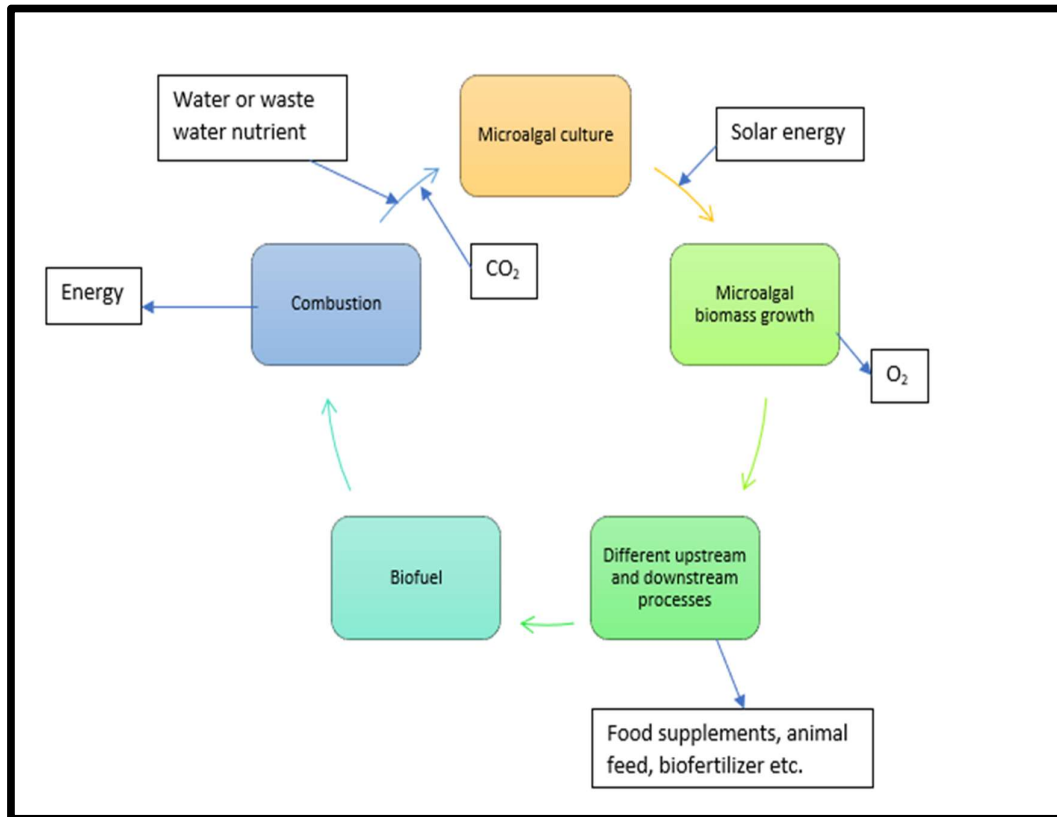 Water or waste
water nutrient
Microalgal culture
Solar energy
CO₂
Energy
Combustion
Microalgal
biomass growth
O₂
Biofuel
Different upstream
and downstream
processes
Food supplements, animal
feed, biofertilizer etc.